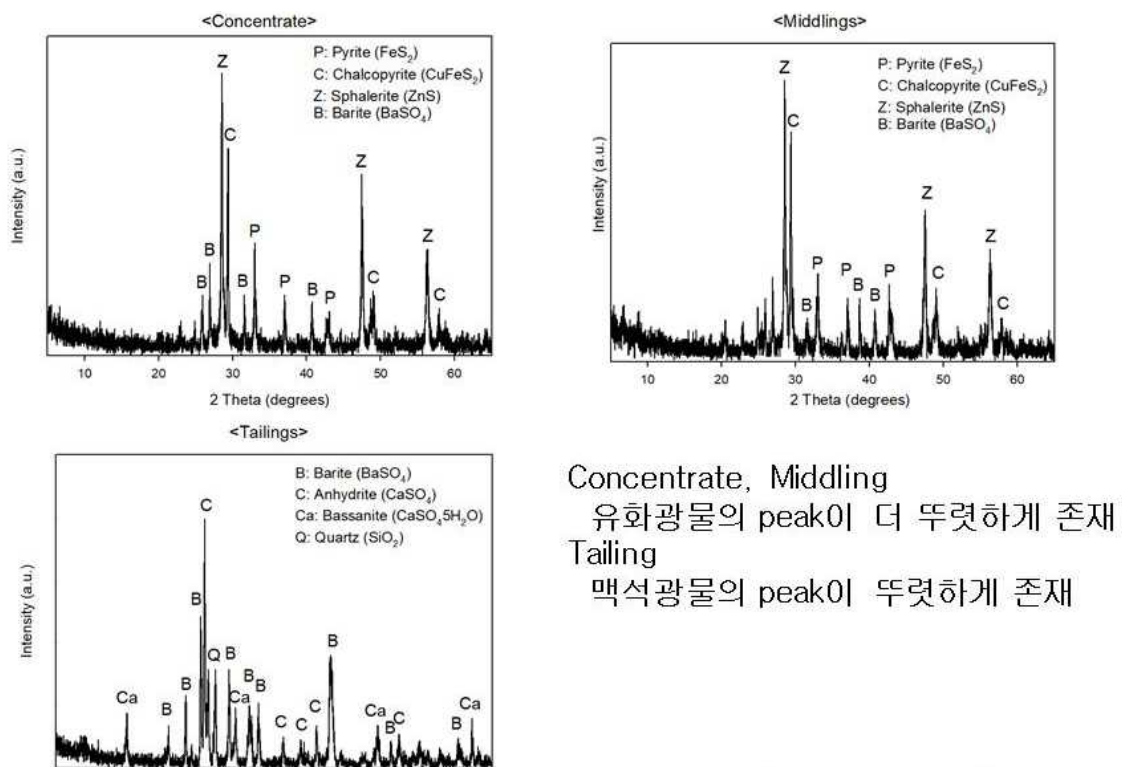 <Concentrate>
P: Pyrite (FeS₂)
C: Chalcopyrite (CuFeS₂)
Z: Sphalerite (ZnS)
B: Barite (BaSO₄)
Z
C
Z
P
B
Z
B
B
P
B
P
C
C
Intensity (a.u.)
10 20 30 40 50 60
2 Theta (degrees)
<Middlings>
P: Pyrite (FeS₂)
C: Chalcopyrite (CuFeS₂)
Z: Sphalerite (ZnS)
B: Barite (BaSO₄)
Z
C
Z
Z
P
P
B
P
B
B
C
C
Intensity (a.u.)
10 20 30 40 50 60
2 Theta (degrees)
<Tailings>
B: Barite (BaSO₄)
C: Anhydrite (CaSO₄)
Ca: Bassanite (CaSO₄5H₂O)
Q: Quartz (SiO₂)
C
B
Q
B
B
Ca
B
B
Ca
B
B
C
C
C
Ca
B
C
B
Ca
Intensity (a.u.)
Concentrate, Middling
유화광물의 peak이 더 뚜렷하게 존재
Tailing
맥석광물의 peak이 뚜렷하게 존재